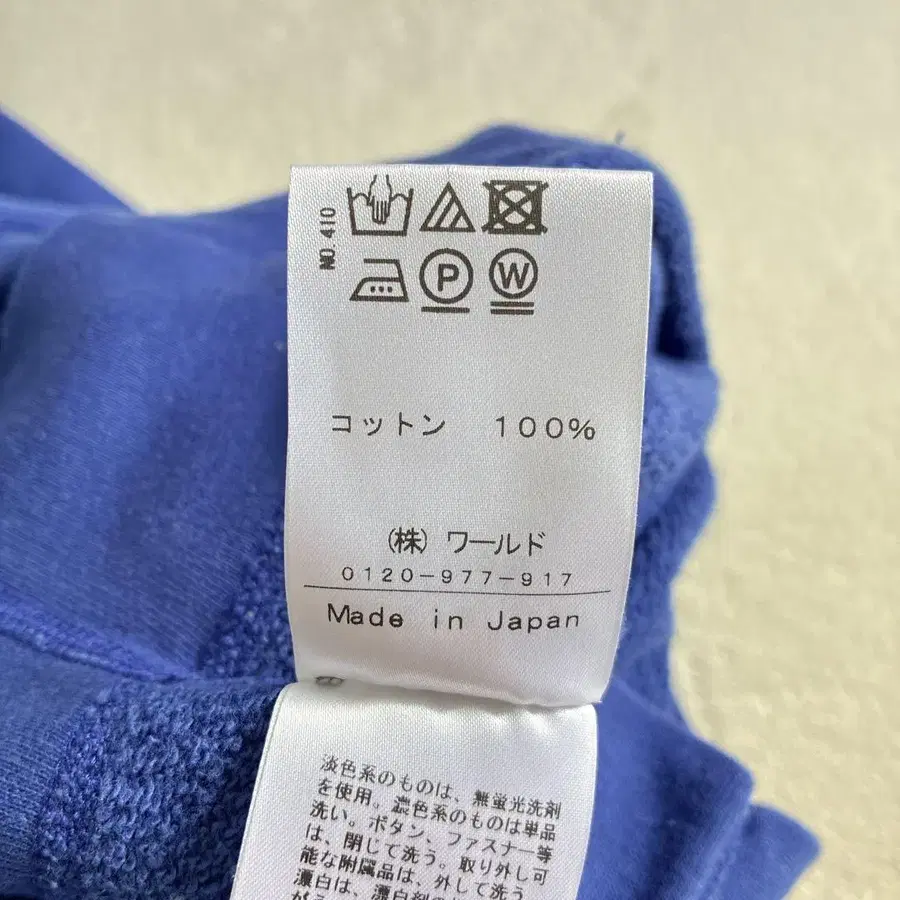 NO.410
P W
コットン 100%
(株) ワールド
0120-977-917
Made in Japan
淡色系のものは、無蛍光洗剤
を使用。濃色系のものは単品
洗い。ボタン、ファスナー等
は、閉じて洗う。取り外し可
能な附属品は、外して洗う。
漂白は、漂白剤の